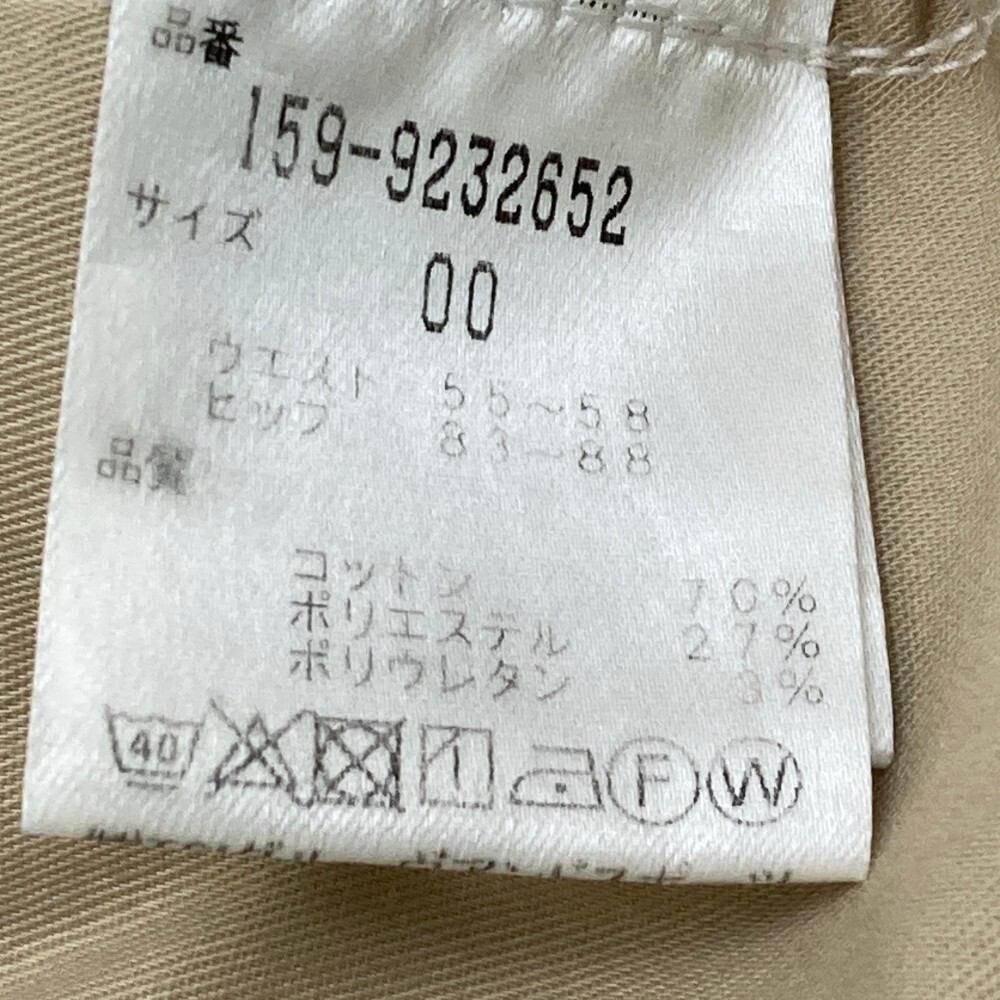 品番
159-9232652
サイズ
00
ウエスト 55~58
ヒップ 83~88
品質
コットン 70%
ポリエステル 27%
ポリウレタン 3%
40 F W